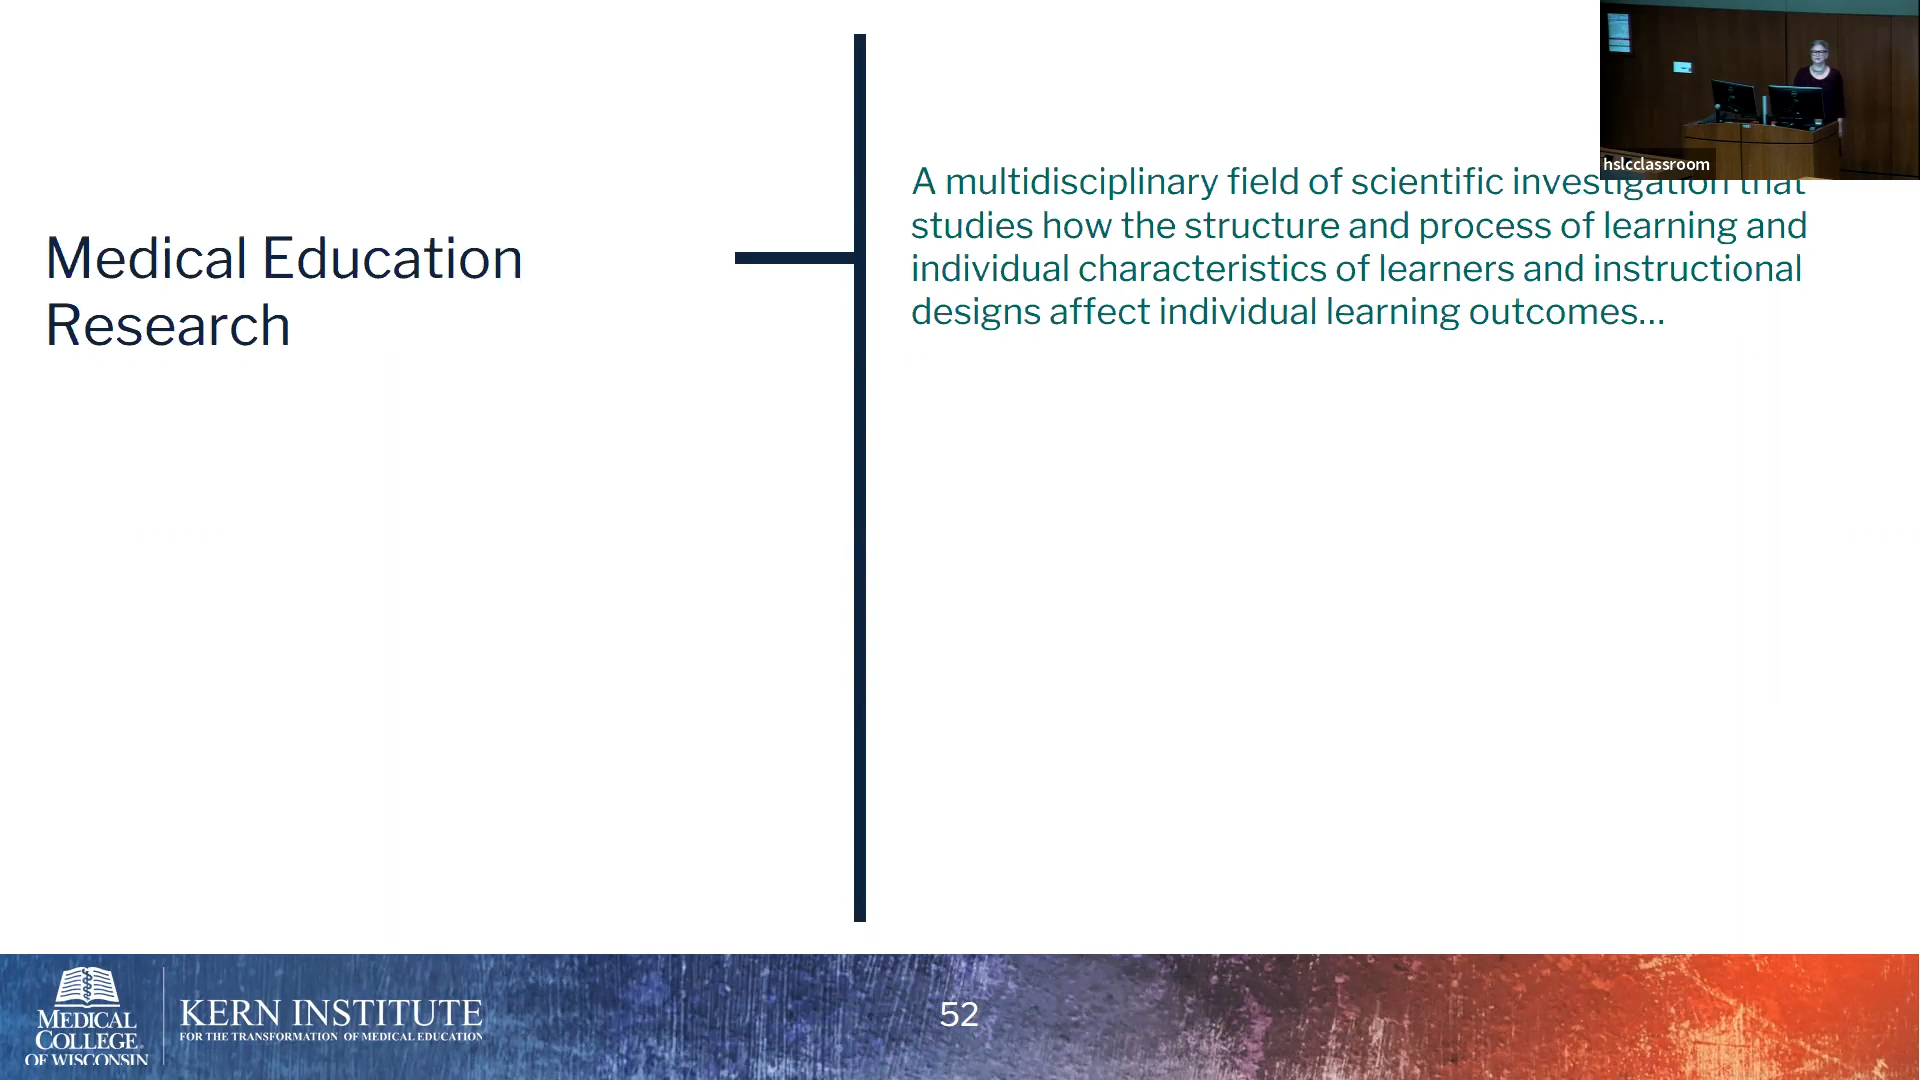 Medical Education
Research
A multidisciplinary field of scientific investigation that
studies how the structure and process of learning and
individual characteristics of learners and instructional
designs affect individual learning outcomes...
hslcclassroom
MEDICAL
COLLEGE
OF WISCONSIN
KERN INSTITUTE
FOR THE TRANSFORMATION OF MEDICAL EDUCATION
52